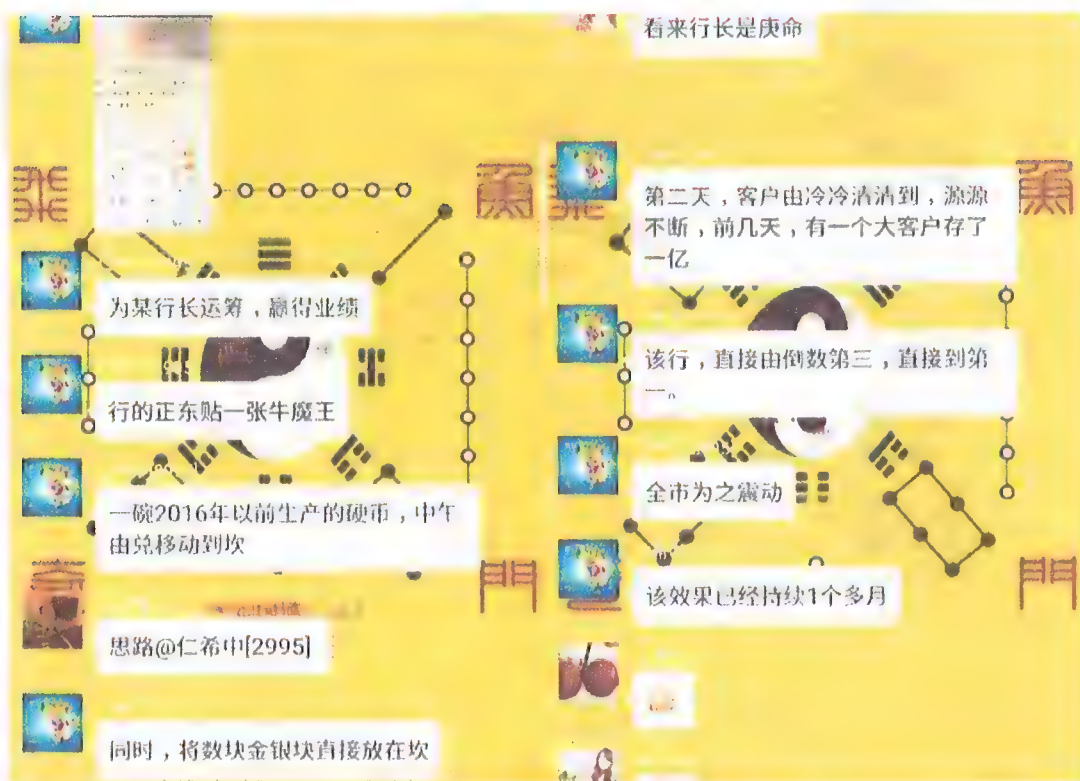 为某行长运筹，赢得业绩
行的正东贴一张牛魔王
一碗2016年以前生产的硬币，中午
由兑移动到坎
思路@仁希中[2995]
同时，将数块金银块直接放在坎
門
看来行长是庚命
第二天，客户由冷冷清清到，源源
不断，前几天，有一个大客户存了
一亿
该行，直接由倒数第三，直接到第
一。
全市为之震动
该效果已经持续1个多月
門